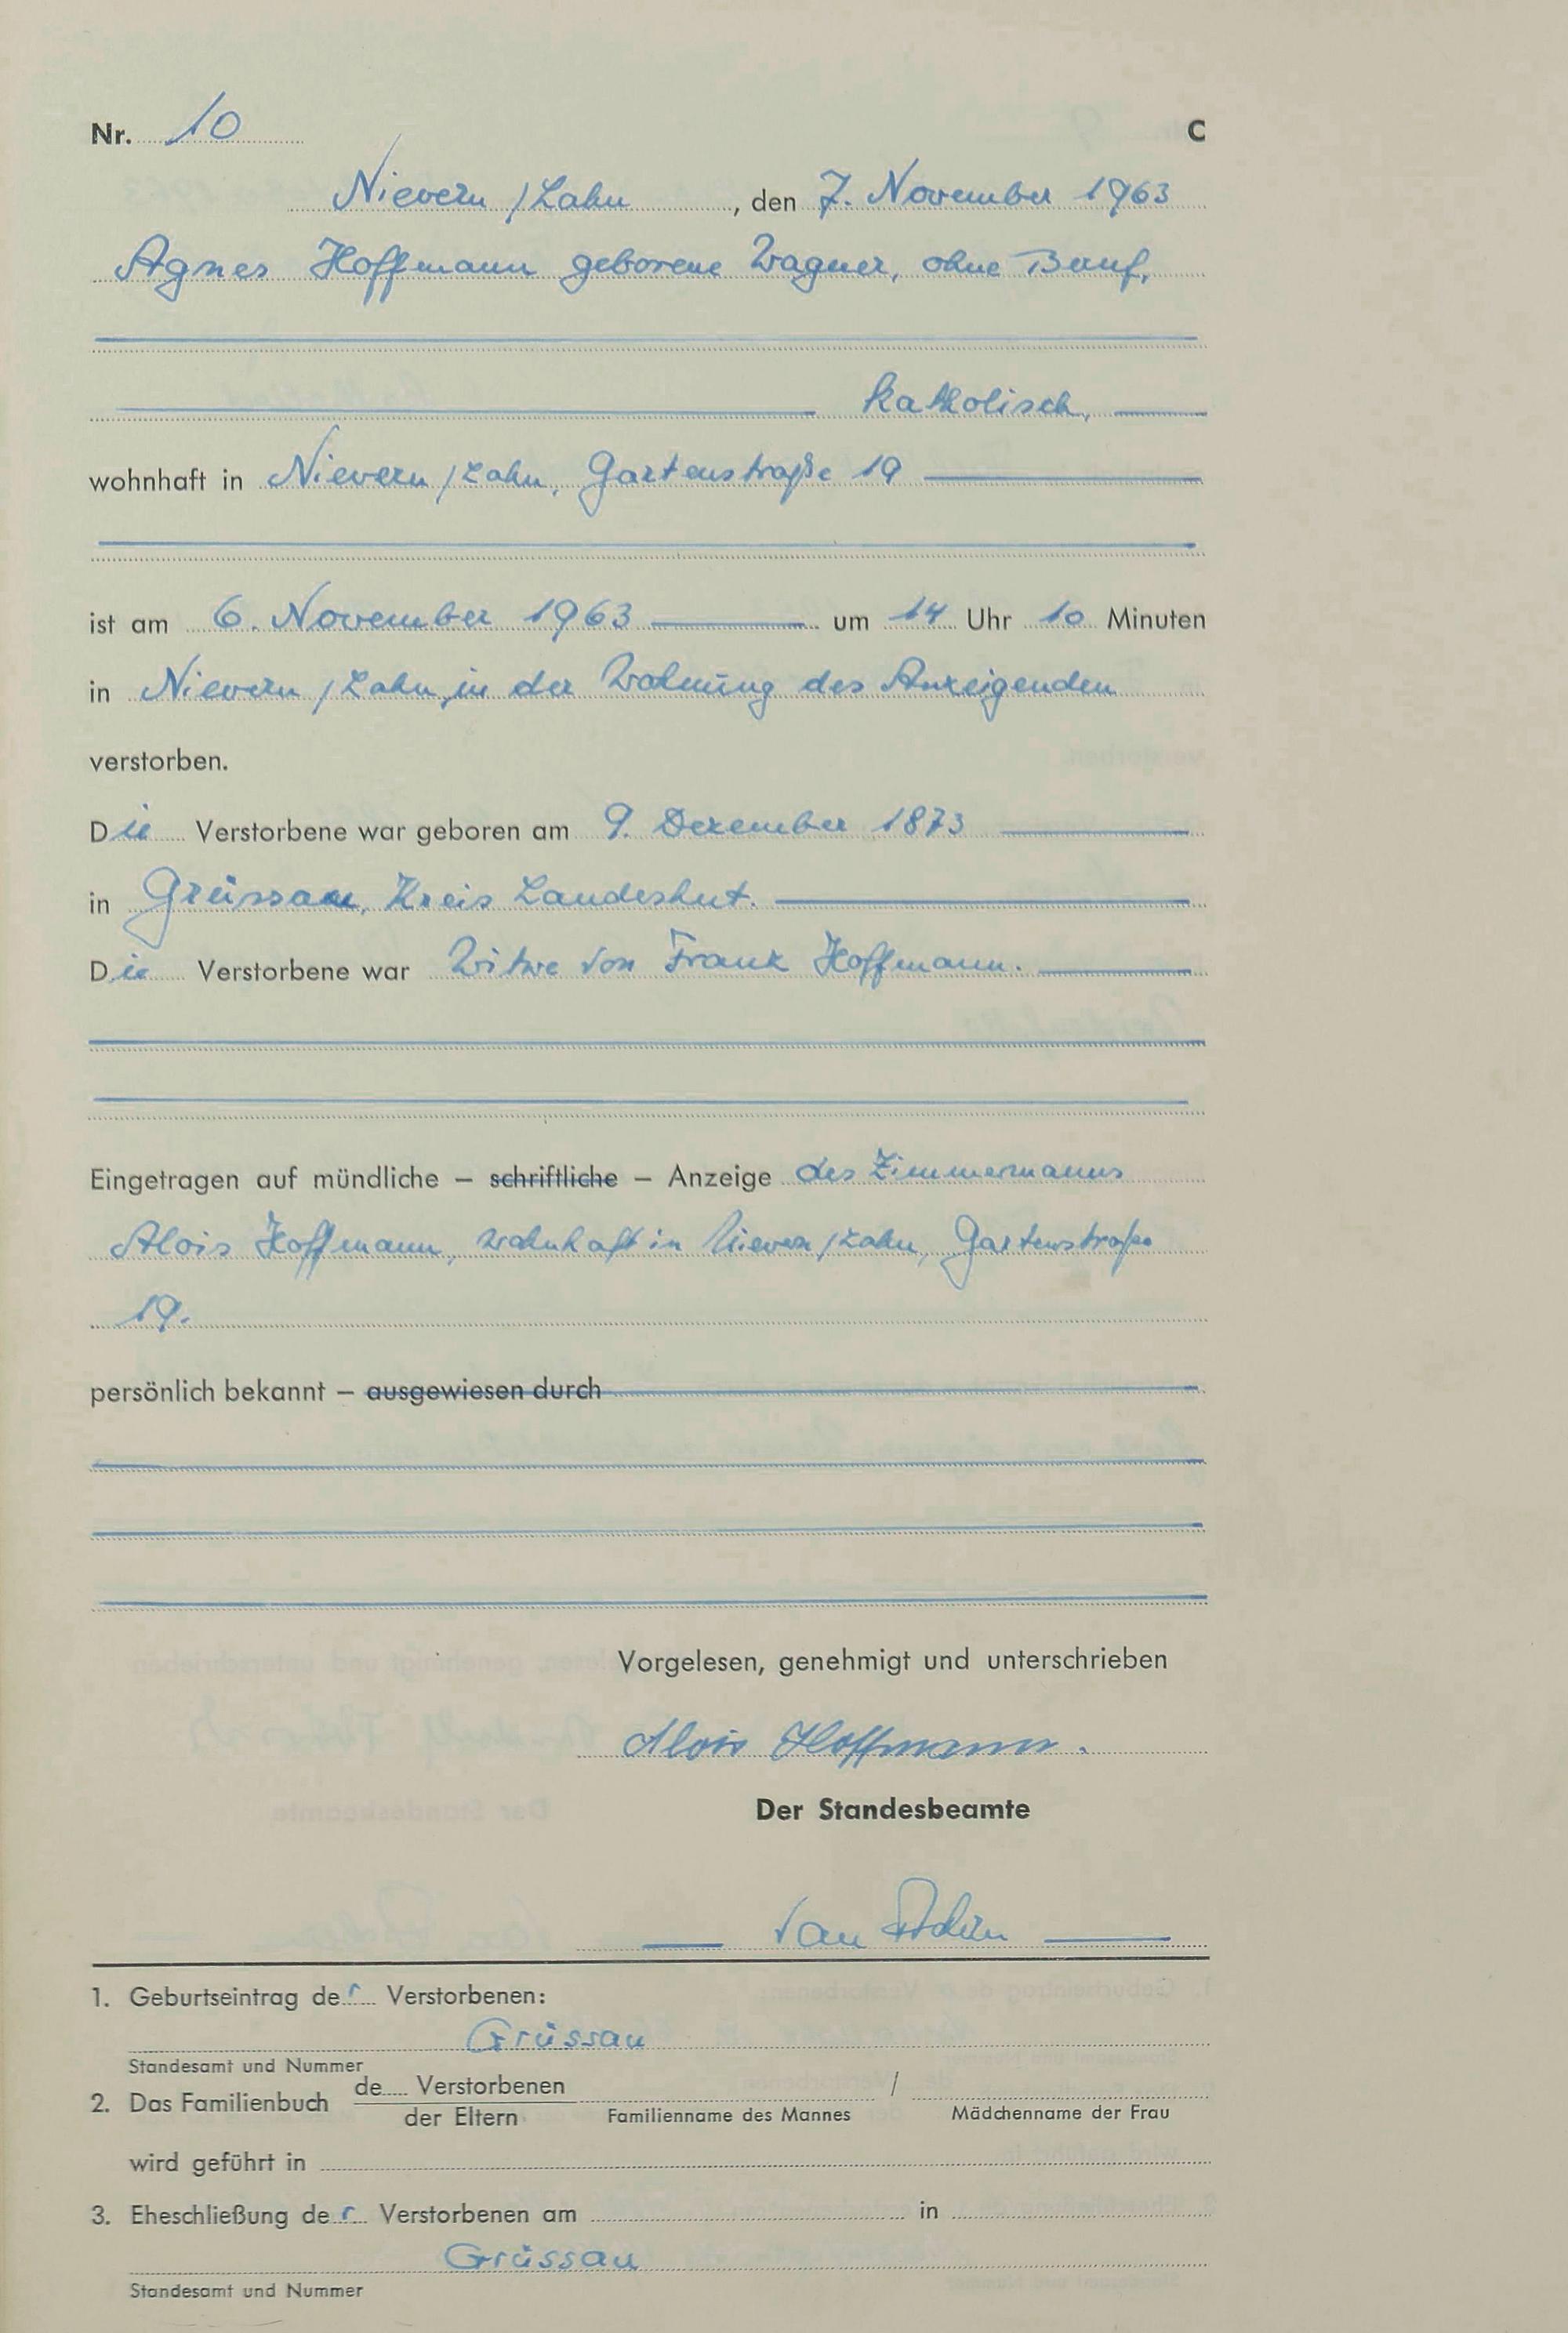 Nr. 10 C
Nievern / Lahn, den 7. November 1963
Agnes Hoffmann geborene Wagner, ohne Beruf,
katholisch,
wohnhaft in Nievern / Lahn, Gartenstraße 19
ist am 6. November 1963 um 14 Uhr 10 Minuten
in Nievern / Lahn, in der Wohnung des Anzeigenden
verstorben.
Die Verstorbene war geboren am 9. Dezember 1873
in Grüssau, Kreis Landeshut.
Die Verstorbene war Witwe von Franz Hoffmann.
Eingetragen auf mündliche – schriftliche – Anzeige des Zimmermanns
Alois Hoffmann, wohnhaft in Nievern / Lahn, Gartenstraße
19.
persönlich bekannt – ausgewiesen durch
Vorgelesen, genehmigt und unterschrieben
Alois Hoffmann.
Der Standesbeamte
van
1. Geburtseintrag der Verstorbenen:
Grüssau
Standesamt und Nummer
2. Das Familienbuch de Verstorbenen /
der Eltern Familienname des Mannes Mädchenname der Frau
wird geführt in
3. Eheschließung der Verstorbenen am in
Grüssau
Standesamt und Nummer